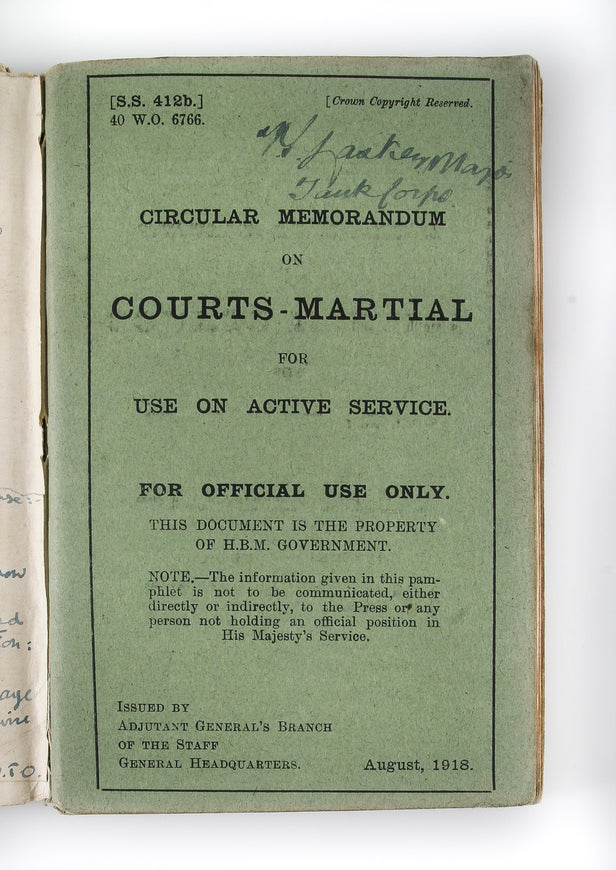 [S.S. 412b.]
[Crown Copyright Reserved.
40 W.O. 6766.
Major
Tank Corps.
CIRCULAR MEMORANDUM
ON
COURTS-MARTIAL
FOR
USE ON ACTIVE SERVICE.
FOR OFFICIAL USE ONLY.
THIS DOCUMENT IS THE PROPERTY
OF H.B.M. GOVERNMENT.
NOTE.—The information given in this pam-
phlet is not to be communicated, either
directly or indirectly, to the Press or any
person not holding an official position in
His Majesty's Service.
ISSUED BY
ADJUTANT GENERAL'S BRANCH
OF THE STAFF
GENERAL HEADQUARTERS.
August, 1918.